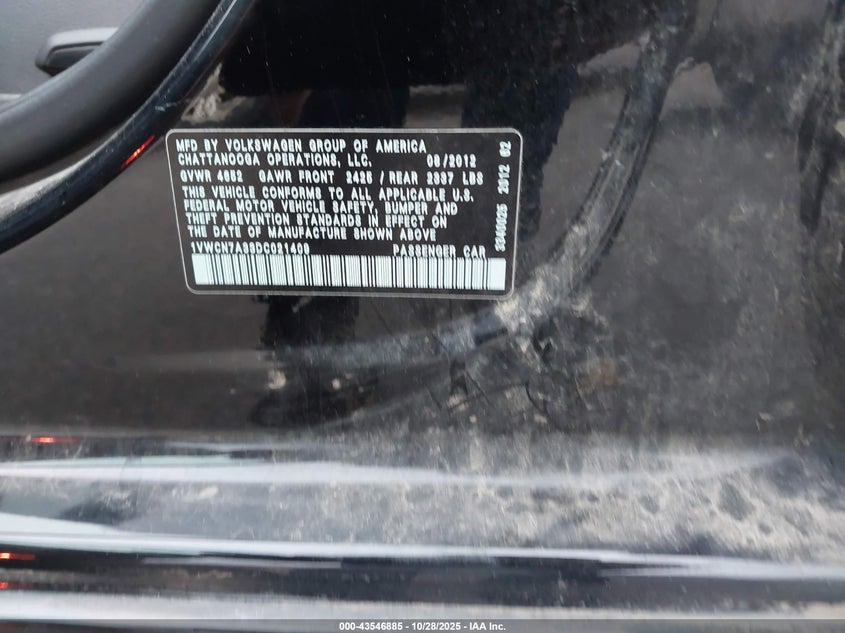 MFD BY VOLKSWAGEN GROUP OF AMERICA
CHATTANOOGA OPERATIONS, LLC. 08/2012
GVWR 4662 GAWR FRONT 2425 / REAR 2337 LBS
THIS VEHICLE CONFORMS TO ALL APPLICABLE U.S.
FEDERAL MOTOR VEHICLE SAFETY, BUMPER AND
THEFT PREVENTION STANDARDS IN EFFECT ON
THE DATE OF MANUFACTURE SHOWN ABOVE
PASSENGER CAR
000-43546885 - 10/28/2025 - IAA Inc.